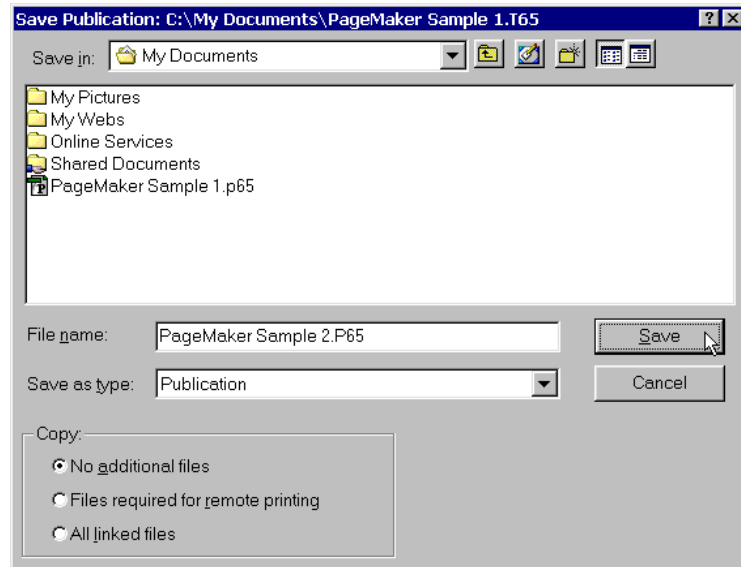 Save Publication: C:\My Documents\PageMaker Sample 1.T65
Save in: My Documents
My Pictures
My Webs
Online Services
Shared Documents
PageMaker Sample 1.p65
File name: PageMaker Sample 2.P65 Save
Save as type: Publication Cancel
Copy:
No additional files
Files required for remote printing
All linked files